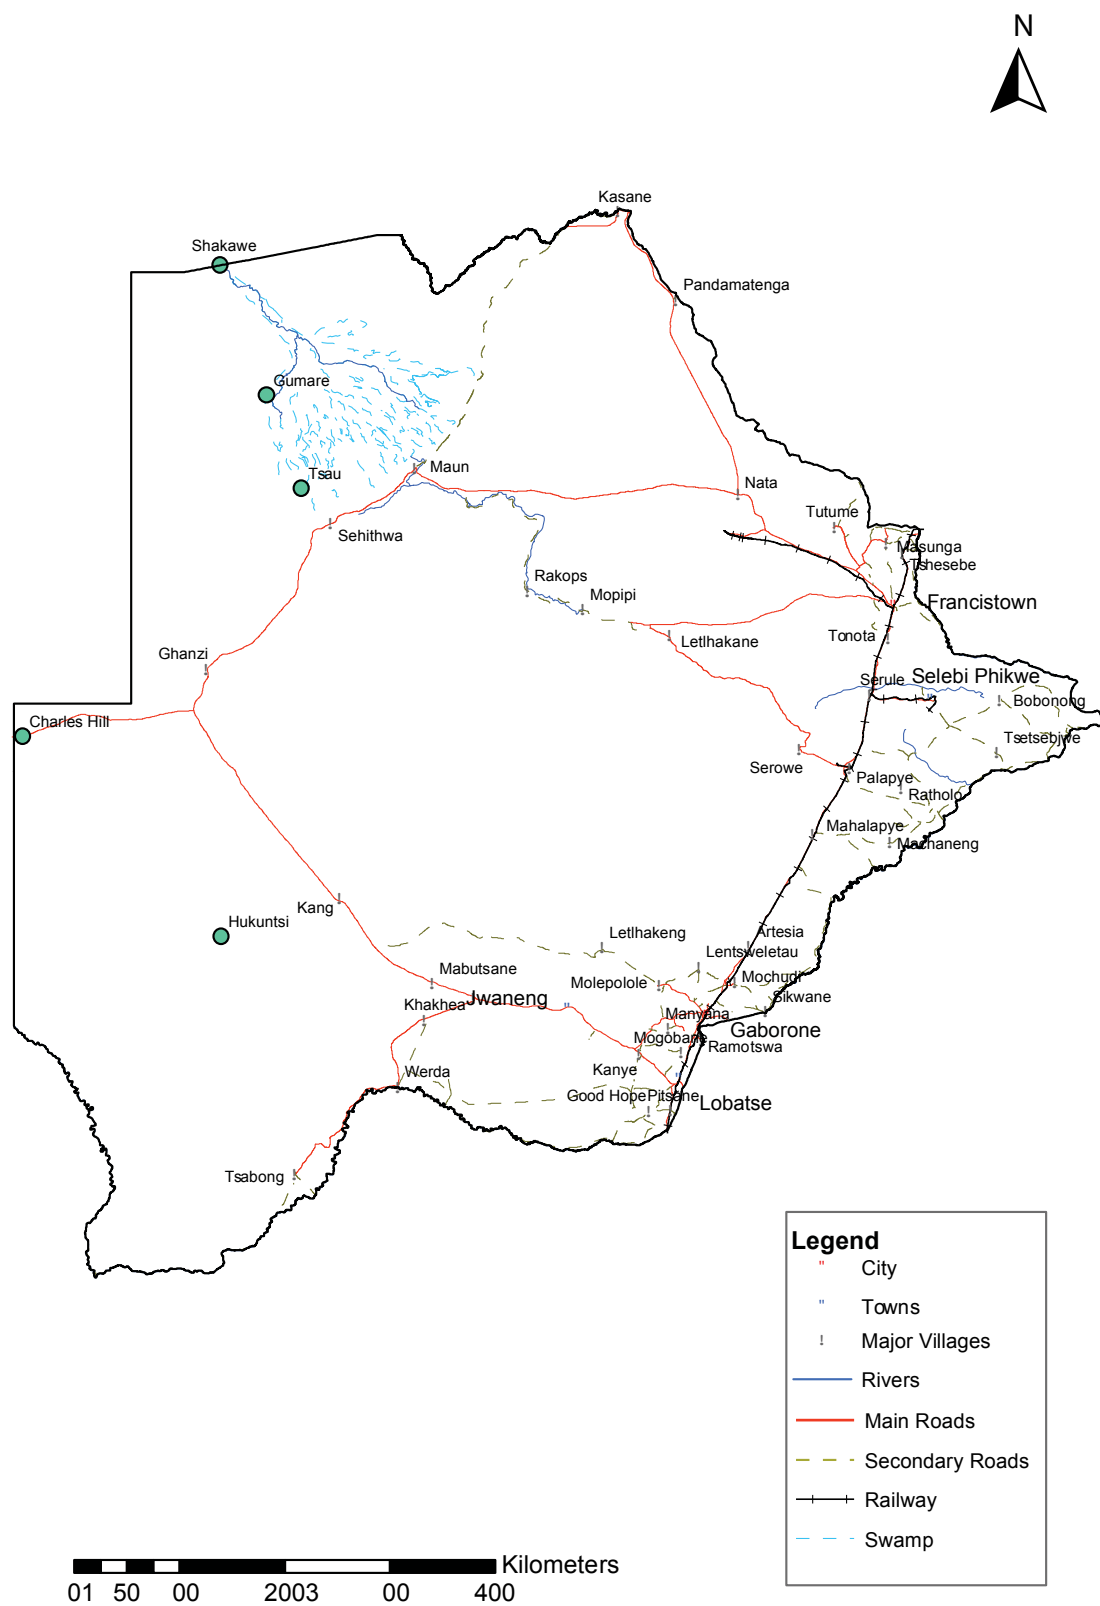 N
Kasane
Shakawe
Pandamatenga
Gumare
Maun
Tsau
Nata
Tutume
Sehithwa
Masunga
Tshesebe
Rakops
Mopipi
Francistown
Letlhakane
Tonota
Ghanzi
Serule
Selebi Phikwe
Bobonong
Charles Hill
Tsetsebjwe
Serowe
Palapye
Ratholo
Mahalapye
Machaneng
Kang
Hukuntsi
Letlhakeng
Artesia
Lentsweletau
Mabutsane
Molepolole
Mochudi
Jwaneng
Sikwane
Khakhea
Manyana
Gaborone
Mogobane
Ramotswa
Kanye
Werda
Good Hope
Pitsane
Lobatse
Tsabong
Legend
" City
" Towns
! Major Villages
Rivers
Main Roads
Secondary Roads
Railway
Swamp
Kilometers
01 50 00 2003 00 400